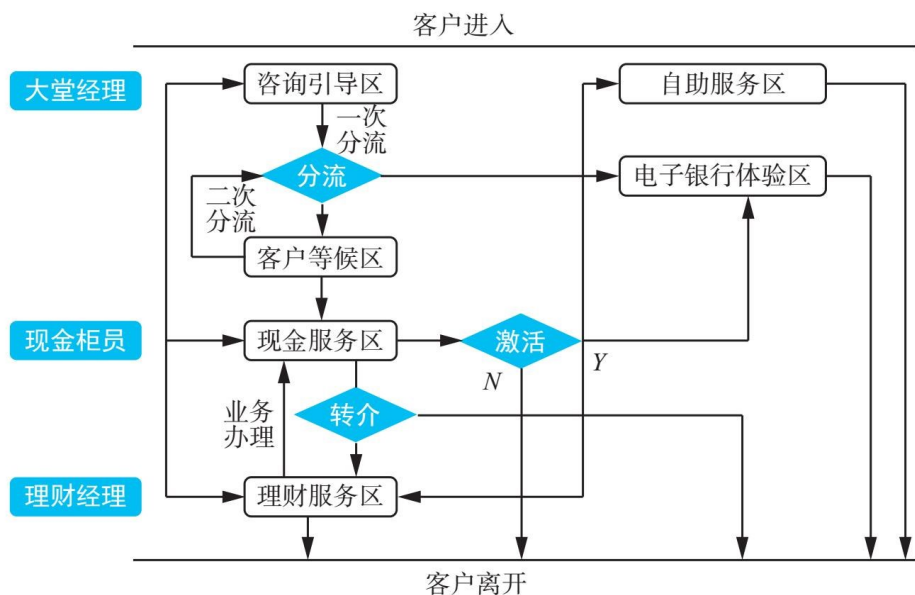 客户进入
大堂经理
咨询引导区
自助服务区
一次
分流
分流
电子银行体验区
二次
分流
客户等候区
现金柜员
现金服务区
激活
N
Y
业务
办理
转介
理财经理
理财服务区
客户离开